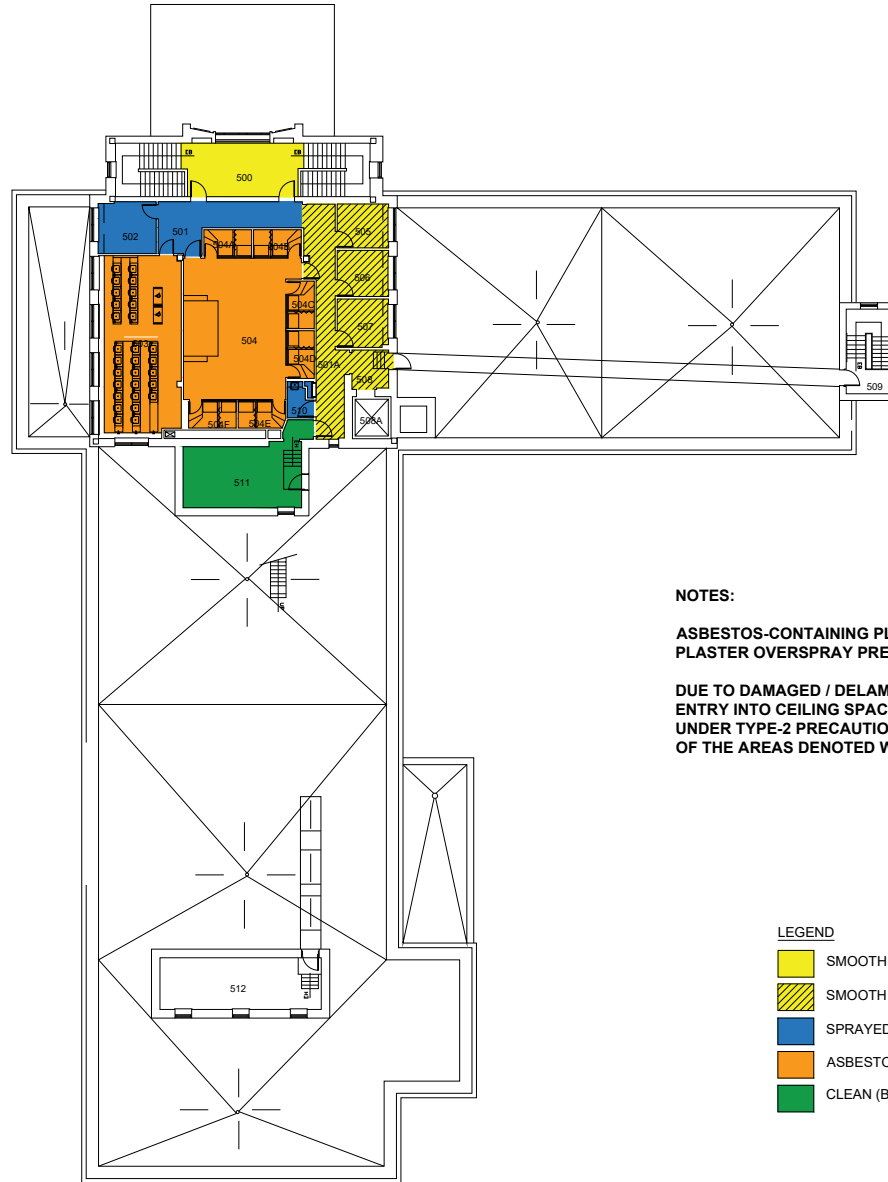 500
502
501
504A
504B
505
506
504C
507
504
503
504D
501A
508
509
510
508A
504F
504E
511
NOTES:
ASBESTOS-CONTAINING PL
PLASTER OVERSPRAY PRE
DUE TO DAMAGED / DELAM
ENTRY INTO CEILING SPAC
UNDER TYPE-2 PRECAUTIO
OF THE AREAS DENOTED W
LEGEND
SMOOTH
SMOOTH
SPRAYED
ASBESTO
CLEAN (B
512